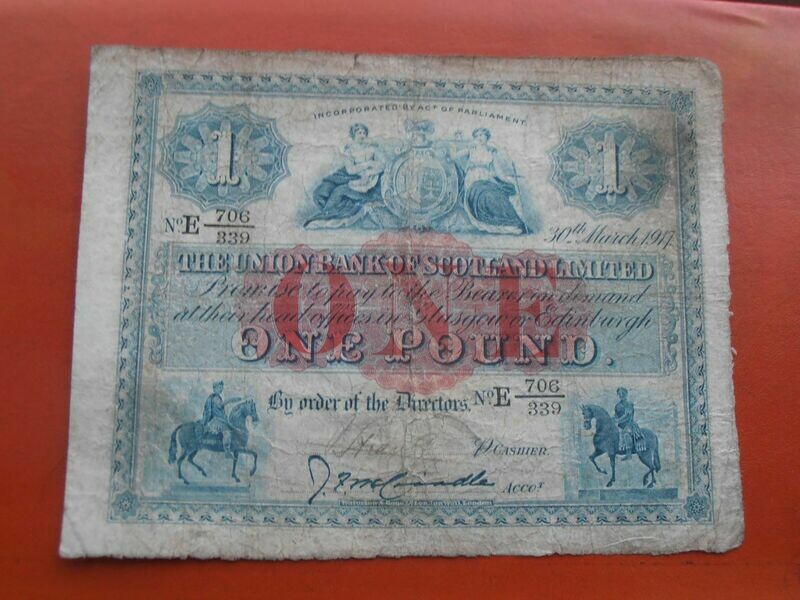 INCORPORATED BY ACT OF PARLIAMENT
1 1
No E 706/339
30th March 1917
THE UNION BANK OF SCOTLAND LIMITED
Promise to pay to the Bearer on demand
at their head offices in Glasgow or Edinburgh
ONE
ONE POUND.
By order of the Directors. No E 706/339
P CASHIER.
ACCOT